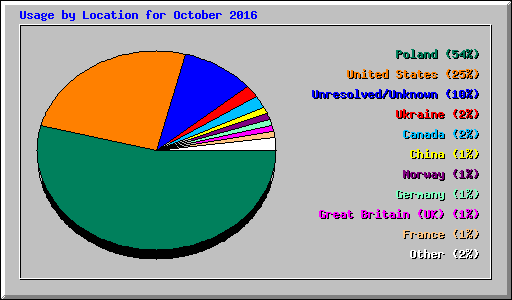 Usage by Location for October 2016
Poland (54%)
United States (25%)
Unresolved/Unknown (10%)
Ukraine (2%)
Canada (2%)
China (1%)
Norway (1%)
Germany (1%)
Great Britain (UK) (1%)
France (1%)
Other (2%)